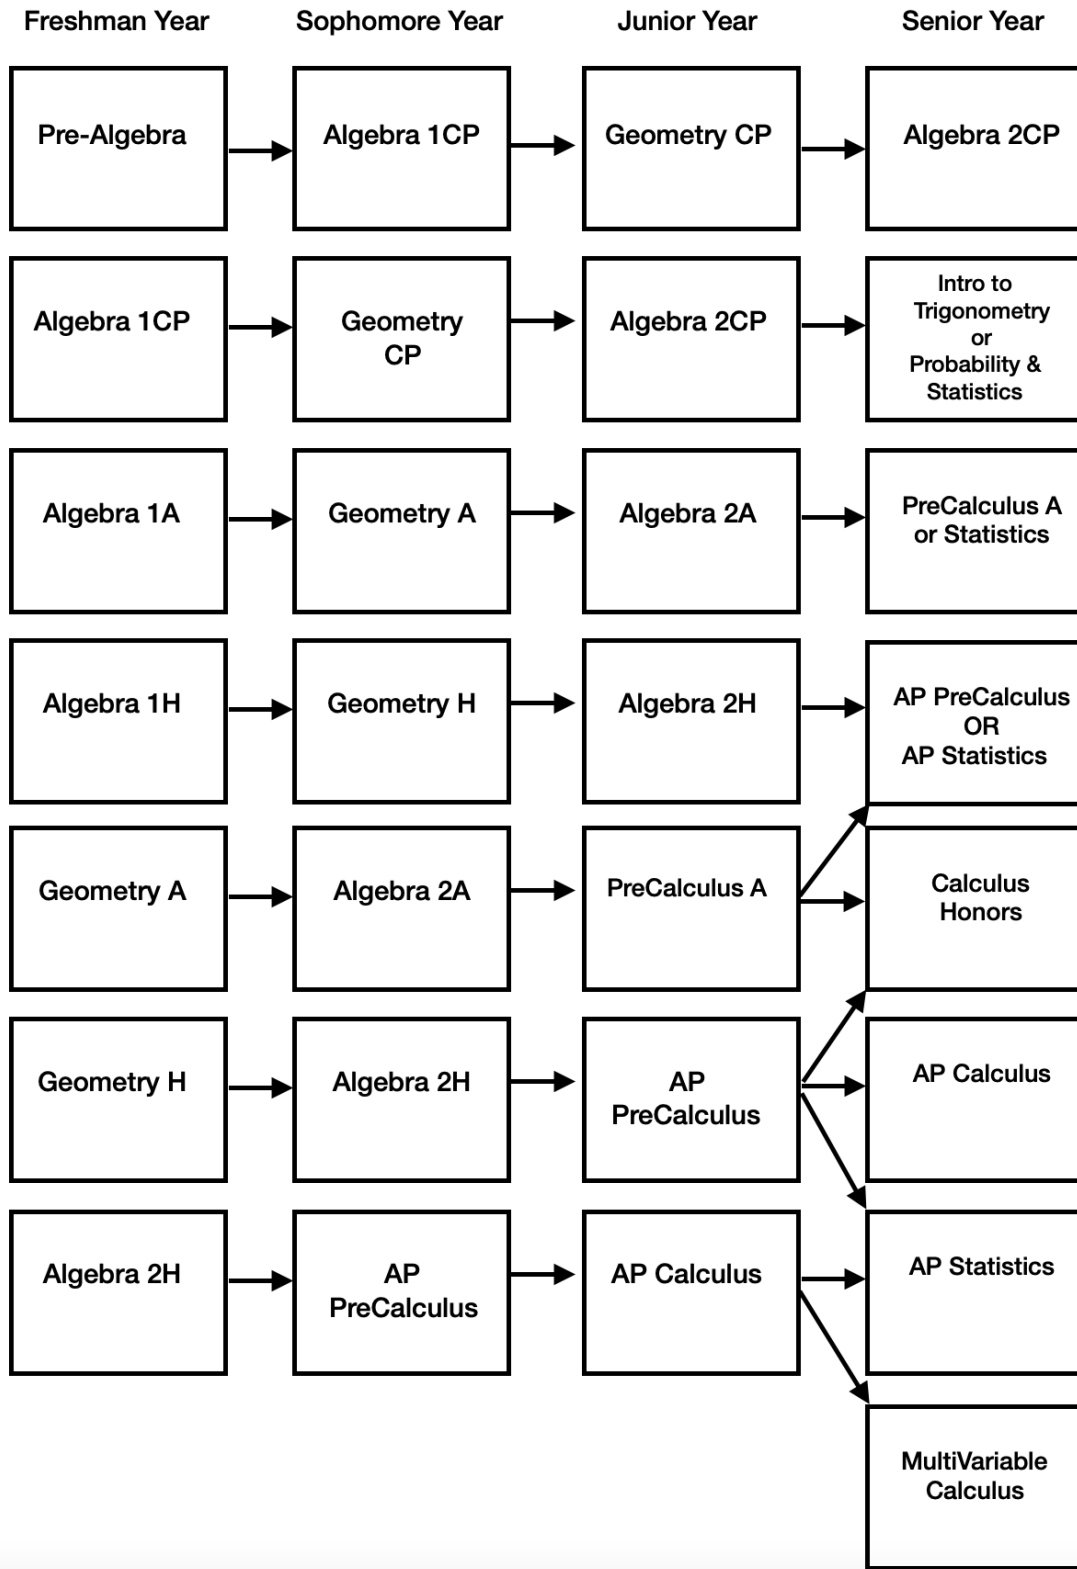 Freshman Year Sophomore Year Junior Year Senior Year
Pre-Algebra
Algebra 1CP
Geometry CP
Algebra 2CP
Algebra 1CP
Geometry
CP
Algebra 2CP
Intro to
Trigonometry
or
Probability &
Statistics
Algebra 1A
Geometry A
Algebra 2A
PreCalculus A
or Statistics
Algebra 1H
Geometry H
Algebra 2H
AP PreCalculus
OR
AP Statistics
Geometry A
Algebra 2A
PreCalculus A
Calculus
Honors
Geometry H
Algebra 2H
AP
PreCalculus
AP Calculus
Algebra 2H
AP
PreCalculus
AP Calculus
AP Statistics
MultiVariable
Calculus